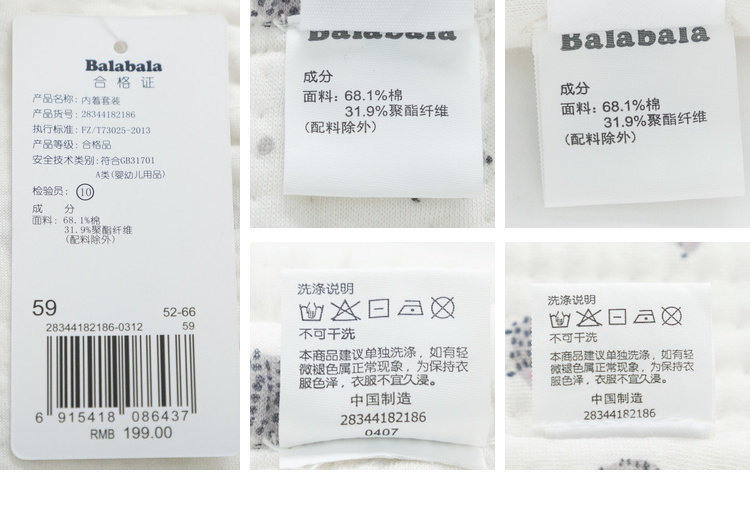 Balabala
合格证
产品名称: 内着套装
产品货号: 28344182186
执行标准: FZ/T73025-2013
产品等级: 合格品
安全技术类别: 符合GB31701
A类(婴幼儿用品)
检验员: 10
成 分
面料: 68.1%棉
31.9%聚酯纤维
(配料除外)
59
52-66
28344182186-0312 59
6 915418 086437
RMB 199.00
Balabala
成分
面料: 68.1%棉
31.9%聚酯纤维
(配料除外)
Balabala
成分
面料: 68.1%棉
31.9%聚酯纤维
(配料除外)
洗涤说明
不可干洗
本商品建议单独洗涤，如有轻
微褪色属正常现象，为保持衣
服色泽，衣服不宜久浸。
中国制造
28344182186
0407
洗涤说明
不可干洗
本商品建议单独洗涤，如有轻
微褪色属正常现象，为保持衣
服色泽，衣服不宜久浸。
中国制造
28344182186